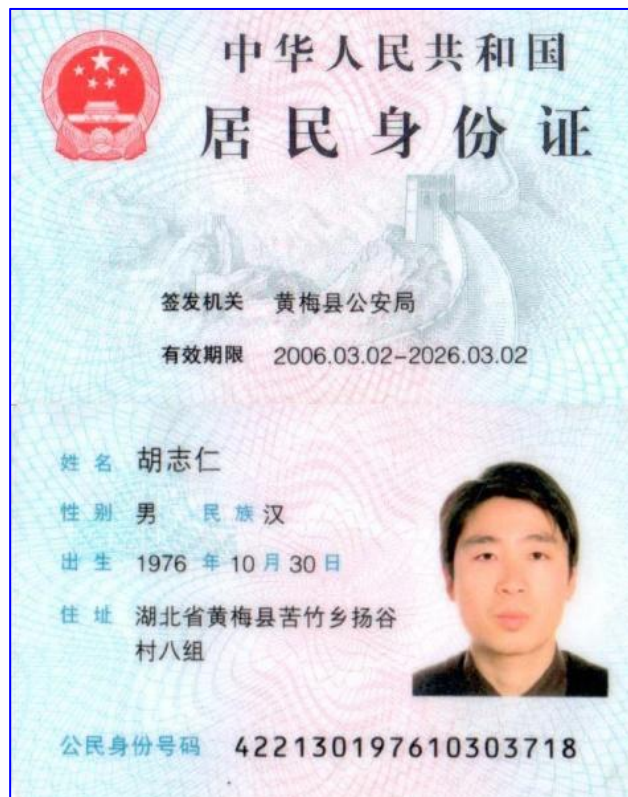 中华人民共和国
居民身份证
签发机关 黄梅县公安局
有效期限 2006.03.02-2026.03.02
姓名 胡志仁
性别 男 民族 汉
出生 1976 年 10 月 30 日
住址 湖北省黄梅县苦竹乡扬谷
村八组
公民身份号码 422130197610303718